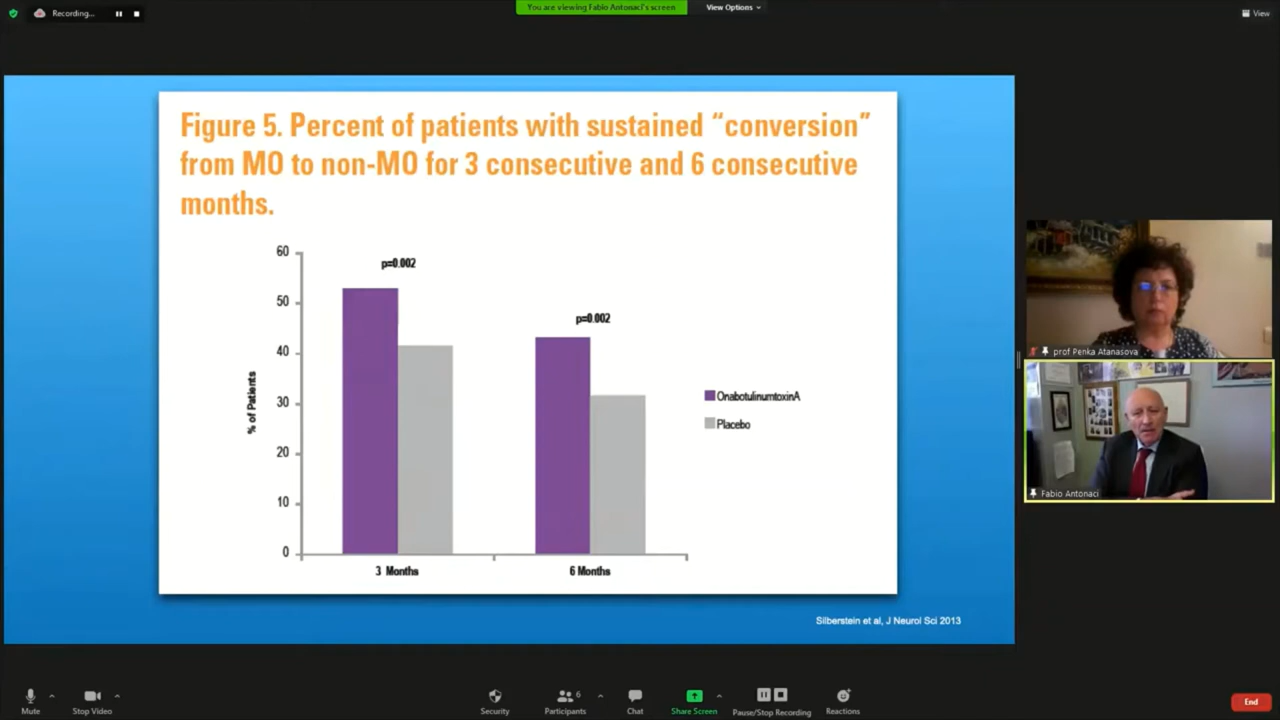 Recording...
You are viewing Fabio Antonaci's screen
View Options
View
Figure 5. Percent of patients with sustained “conversion”
from MO to non-MO for 3 consecutive and 6 consecutive
months.
60
50
40
30
20
10
0
% of Patients
p=0.002
p=0.002
3 Months
6 Months
OnabotulinumtoxinA
Placebo
Silberstein et al, J Neurol Sci 2013
prof Penka Atanasova
Fabio Antonaci
Mute
Stop Video
Security
6
Participants
Chat
Share Screen
Pause/Stop Recording
Reactions
End